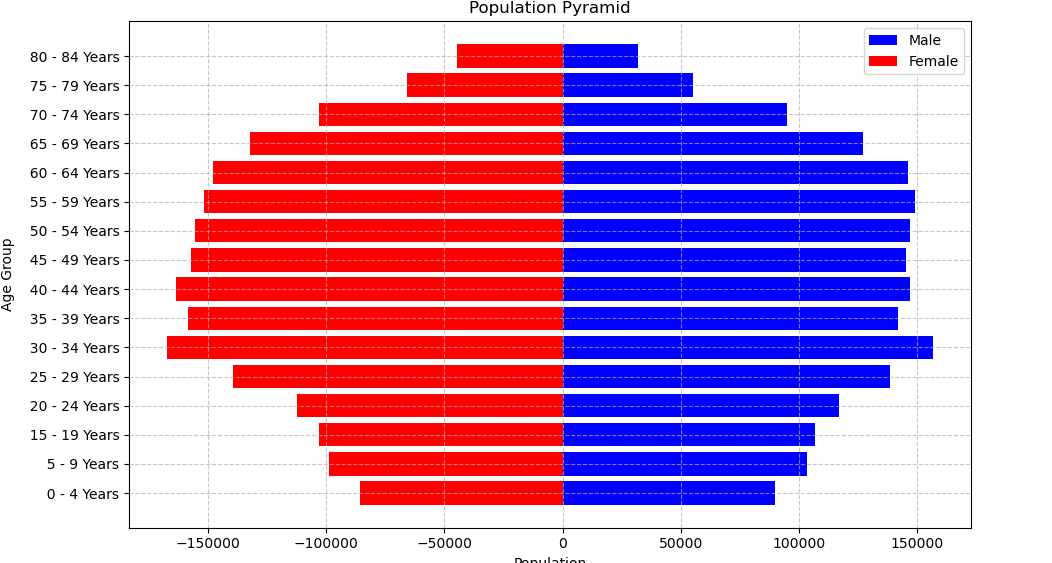 Population Pyramid
Male
Female
80 - 84 Years
75 - 79 Years
70 - 74 Years
65 - 69 Years
60 - 64 Years
55 - 59 Years
50 - 54 Years
45 - 49 Years
40 - 44 Years
35 - 39 Years
30 - 34 Years
25 - 29 Years
20 - 24 Years
15 - 19 Years
5 - 9 Years
0 - 4 Years
Age Group
−150000 −100000 −50000 0 50000 100000 150000
Population